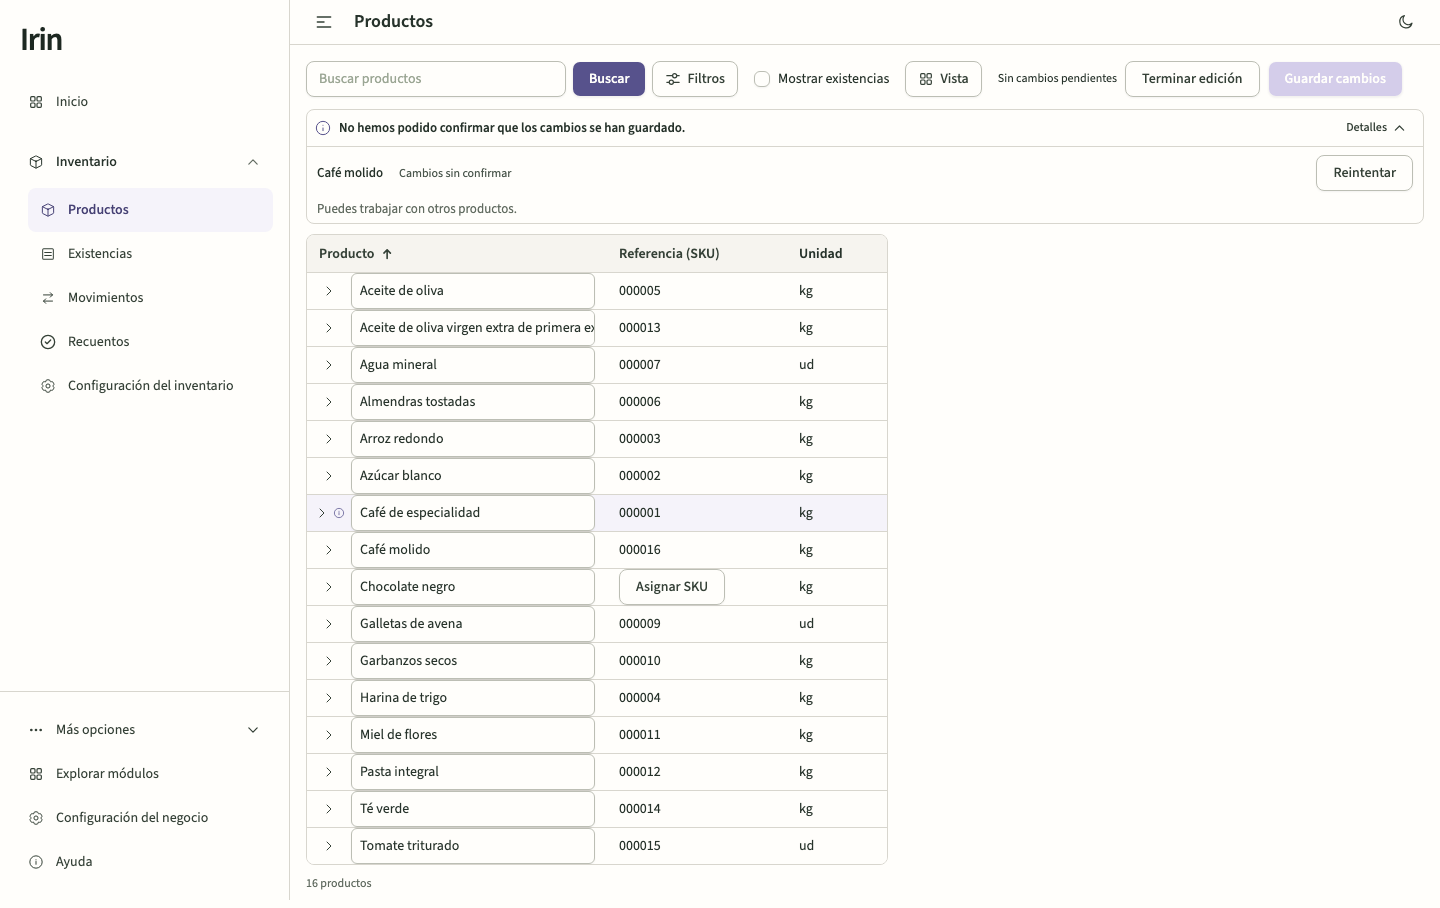 Irin
Inicio
Inventario
Productos
Existencias
Movimientos
Recuentos
Configuración del inventario
Más opciones
Explorar módulos
Configuración del negocio
Ayuda
Productos
Buscar productos Buscar Filtros Mostrar existencias Vista Sin cambios pendientes Terminar edición Guardar cambios
No hemos podido confirmar que los cambios se han guardado. Detalles
Café molido Cambios sin confirmar Reintentar
Puedes trabajar con otros productos.
Producto Referencia (SKU) Unidad
Aceite de oliva 000005 kg
Aceite de oliva virgen extra de primera ex 000013 kg
Agua mineral 000007 ud
Almendras tostadas 000006 kg
Arroz redondo 000003 kg
Azúcar blanco 000002 kg
Café de especialidad 000001 kg
Café molido 000016 kg
Chocolate negro Asignar SKU kg
Galletas de avena 000009 ud
Garbanzos secos 000010 kg
Harina de trigo 000004 kg
Miel de flores 000011 kg
Pasta integral 000012 kg
Té verde 000014 kg
Tomate triturado 000015 ud
16 productos